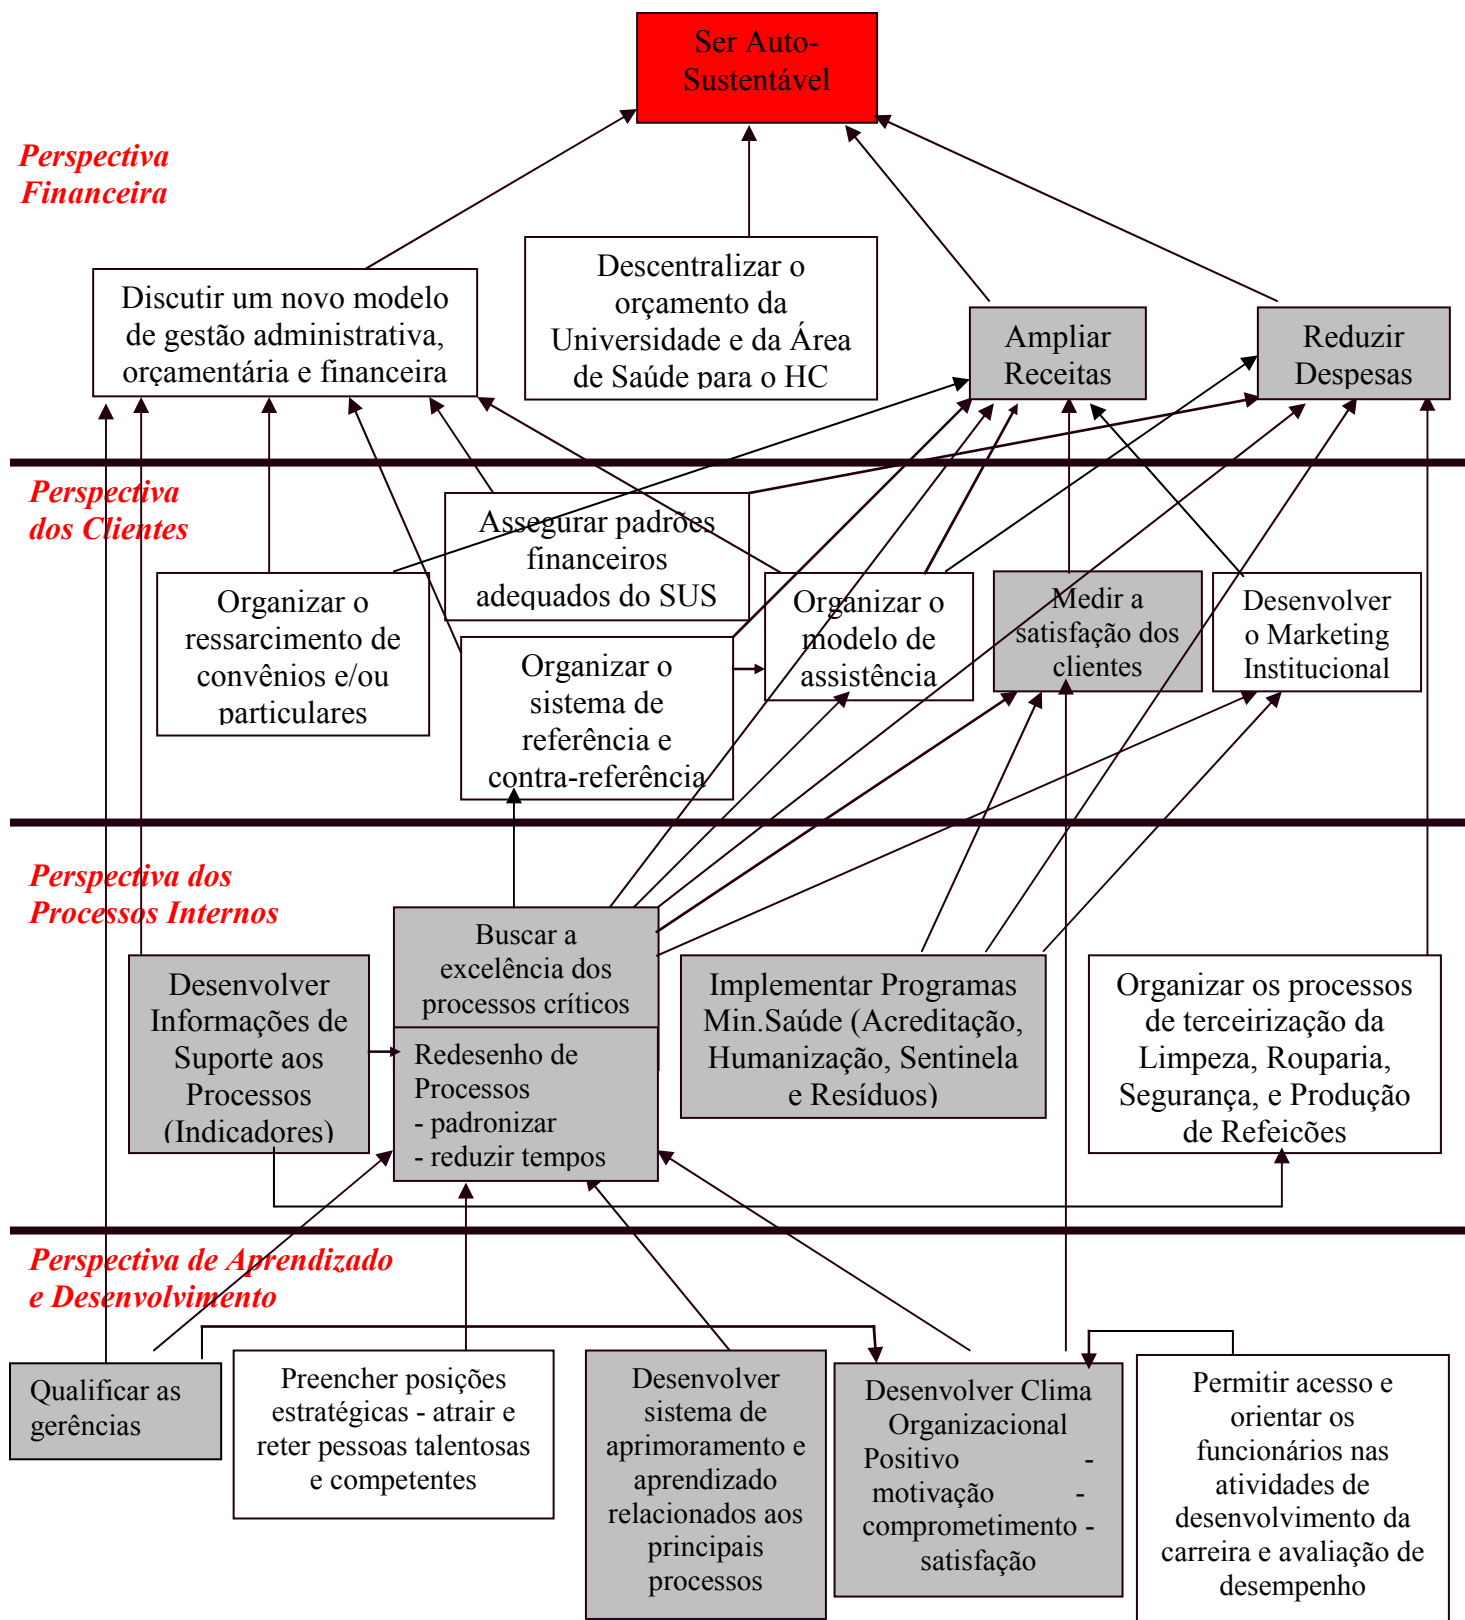 Ser Auto-
Sustentável
Perspectiva
Financeira
Discutir um novo modelo
de gestão administrativa,
orçamentária e financeira
Descentralizar o
orçamento da
Universidade e da Área
de Saúde para o HC
Ampliar
Receitas
Reduzir
Despesas
Perspectiva
dos Clientes
Assegurar padrões
financeiros
adequados do SUS
Organizar o
ressarcimento de
convênios e/ou
particulares
Organizar o
sistema de
referência e
contra-referência
Organizar o
modelo de
assistência
Medir a
satisfação dos
clientes
Desenvolver
o Marketing
Institucional
Perspectiva dos
Processos Internos
Desenvolver
Informações de
Suporte aos
Processos
(Indicadores)
Buscar a
excelência dos
processos críticos
Redesenho de
Processos
- padronizar
- reduzir tempos
Implementar Programas
Min.Saúde (Acreditação,
Humanização, Sentinela
e Resíduos)
Organizar os processos
de terceirização da
Limpeza, Rouparia,
Segurança, e Produção
de Refeições
Perspectiva de Aprendizado
e Desenvolvimento
Qualificar as
gerências
Preencher posições
estratégicas - atrair e
reter pessoas talentosas
e competentes
Desenvolver
sistema de
aprimoramento e
aprendizado
relacionados aos
principais
processos
Desenvolver Clima
Organizacional
Positivo -
motivação -
comprometimento -
satisfação
Permitir acesso e
orientar os
funcionários nas
atividades de
desenvolvimento da
carreira e avaliação de
desempenho